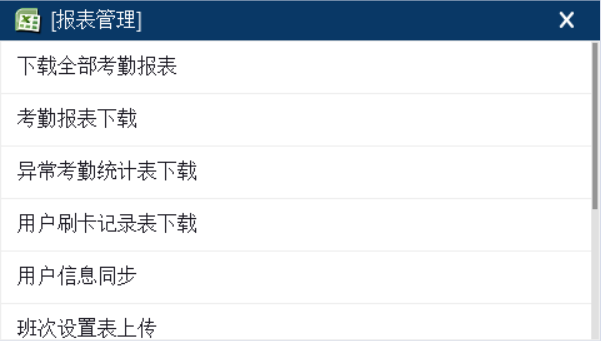 [报表管理]
下载全部考勤报表
考勤报表下载
异常考勤统计表下载
用户刷卡记录表下载
用户信息同步
班次设置表上传